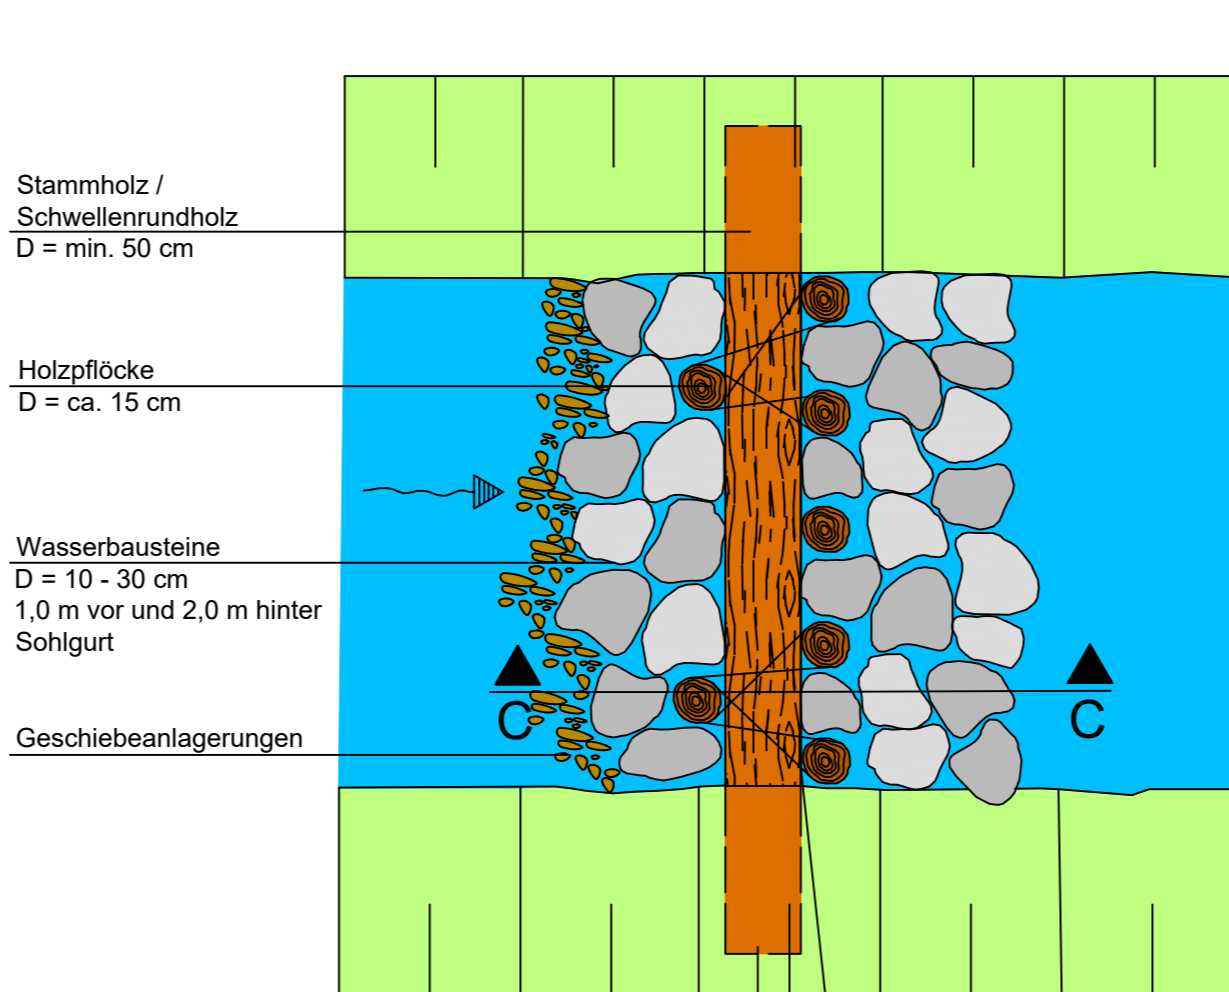 Stammholz /
Schwellenrundholz
D = min. 50 cm
Holzpflöcke
D = ca. 15 cm
Wasserbausteine
D = 10 - 30 cm
1,0 m vor und 2,0 m hinter
Sohlgurt
Geschiebeanlagerungen
C
C